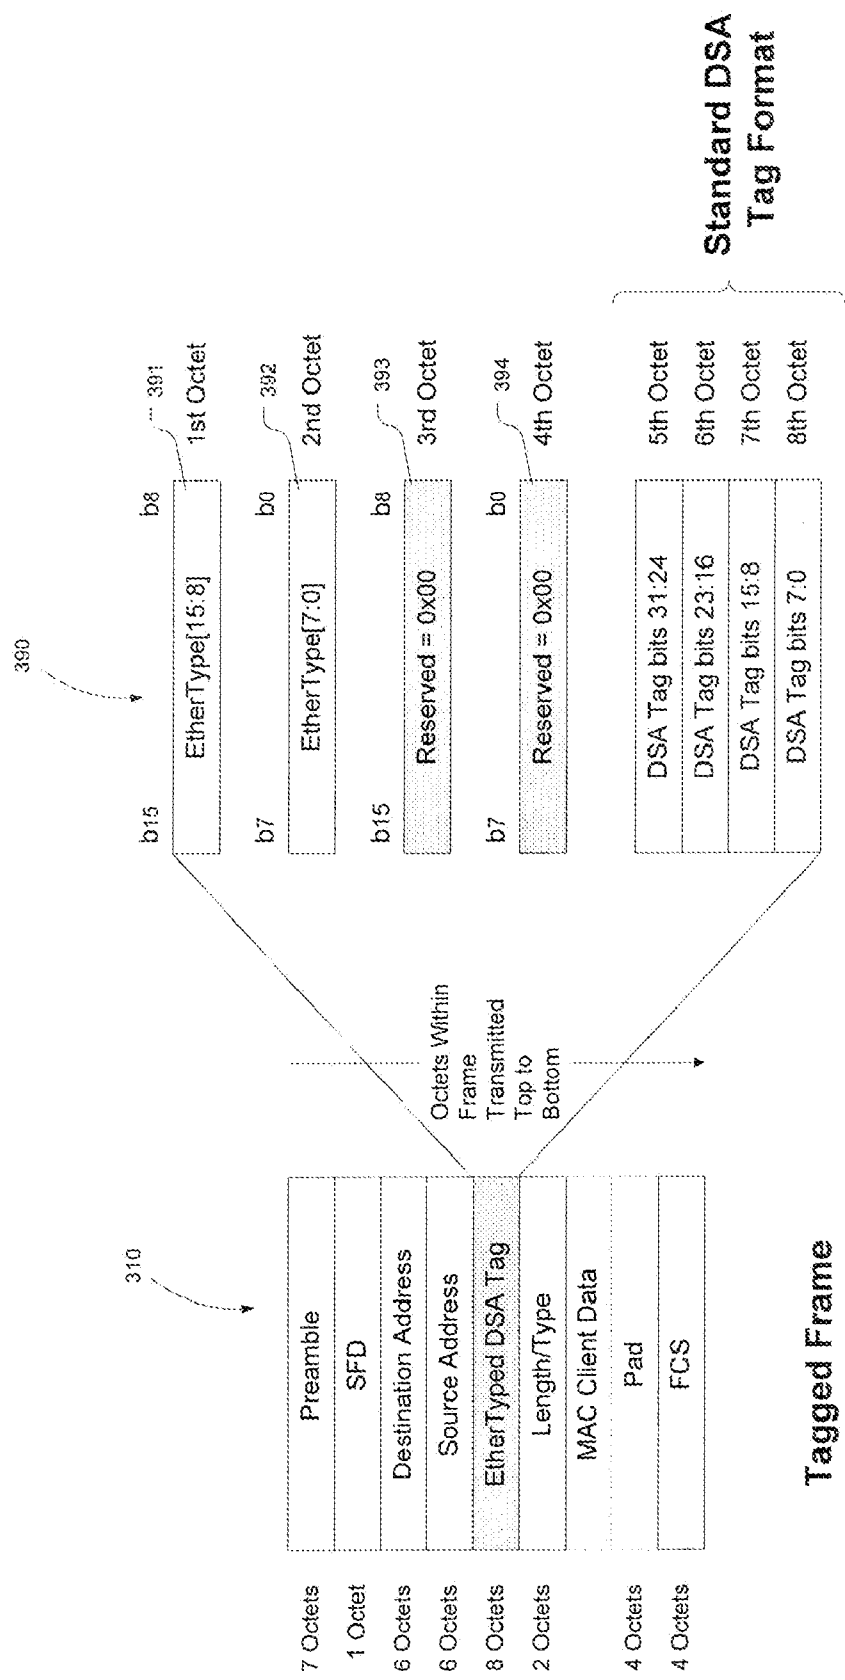 310
7 Octets Preamble
1 Octet SFD
6 Octets Destination Address
6 Octets Source Address
8 Octets EtherTyped DSA Tag
2 Octets Length/Type
MAC Client Data
4 Octets Pad
4 Octets FCS
Tagged Frame
Octets Within
Frame
Transmitted
Top to
Bottom
390
b15 b8 391
EtherType[15:8] 1st Octet
b7 b0 392
EtherType[7:0] 2nd Octet
b15 b8 393
Reserved = 0x00 3rd Octet
b7 b0 394
Reserved = 0x00 4th Octet
DSA Tag bits 31:24 5th Octet
DSA Tag bits 23:16 6th Octet
DSA Tag bits 15:8 7th Octet
DSA Tag bits 7:0 8th Octet
Standard DSA
Tag Format